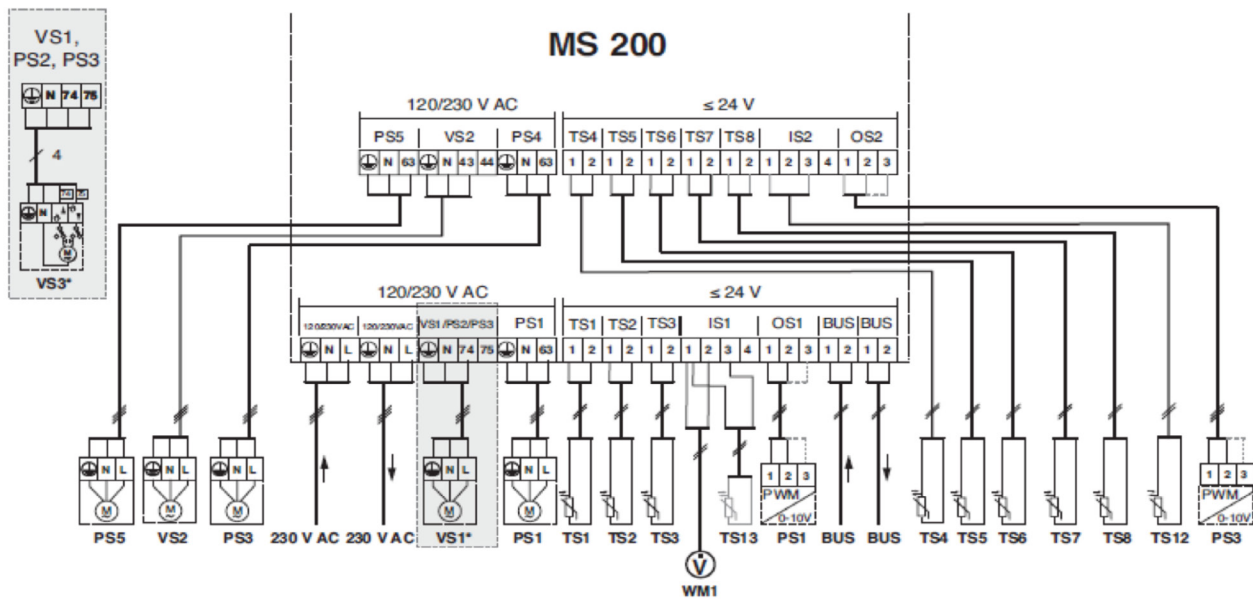 VS1,
PS2, PS3
N 74 75
4
74 75
N
M
VS3*
MS 200
120/230 V AC ≤ 24 V
PS5 VS2 PS4 TS4 TS5 TS6 TS7 TS8 IS2 OS2
N 63 N 43 44 N 63 1 2 1 2 1 2 1 2 1 2 1 2 3 4 1 2 3
120/230 V AC ≤ 24 V
120/230VAC 120/230VAC VS1/PS2/PS3 PS1 TS1 TS2 TS3 IS1 OS1 BUS BUS
N L N L N 74 75 N 63 1 2 1 2 1 2 1 2 3 4 1 2 3 1 2 1 2
N L N L N L N L N L 1 2 3 1 2 3
M M M M M PWM 0-10V PWM 0-10V
PS5 VS2 PS3 230 V AC 230 V AC VS1* PS1 TS1 TS2 TS3 TS13 PS1 BUS BUS TS4 TS5 TS6 TS7 TS8 TS12 PS3
V
WM1